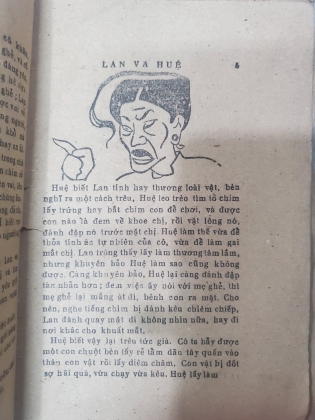 LAN VÀ HUỆ 5
Huệ biết Lan tính hay thương loài vật, bèn
nghĩ ra một cách trêu, Huệ leo trèo tìm tổ chim
lấy trứng hay bắt chim con để chơi, và được
con nào là đem về khoe chị, rồi vặt lông nó,
đánh đập nó trước mặt chị. Huệ làm thế vừa để
thỏa tính ác tự nhiên của cô, vừa để làm gai
mắt chị. Lan trông thấy lấy làm thương tâm lắm,
nhưng khuyên bảo Huệ làm sao cũng không
được. Càng khuyên bảo, Huệ lại càng đánh đập
tàn nhẫn hơn; đem việc ấy nói với mẹ ghẻ, thì
mẹ ghẻ lại mắng át đi, bênh con ra mặt. Cho
nên, nghe tiếng chim bị đánh kêu chiêm chiếp,
Lan đành quay mặt đi không nhìn nữa, hay đi
nơi khác cho khuất mắt.
Huệ biết vậy lại trêu tức già. Cô ta bẫy được
một con chuột bèn lấy rẻ tẩm dầu tây quấn vào
thân con vật rồi lấy diêm châm. Con vật bị đốt
sợ hãi quá, vừa chạy vừa kêu. Huệ lấy làm